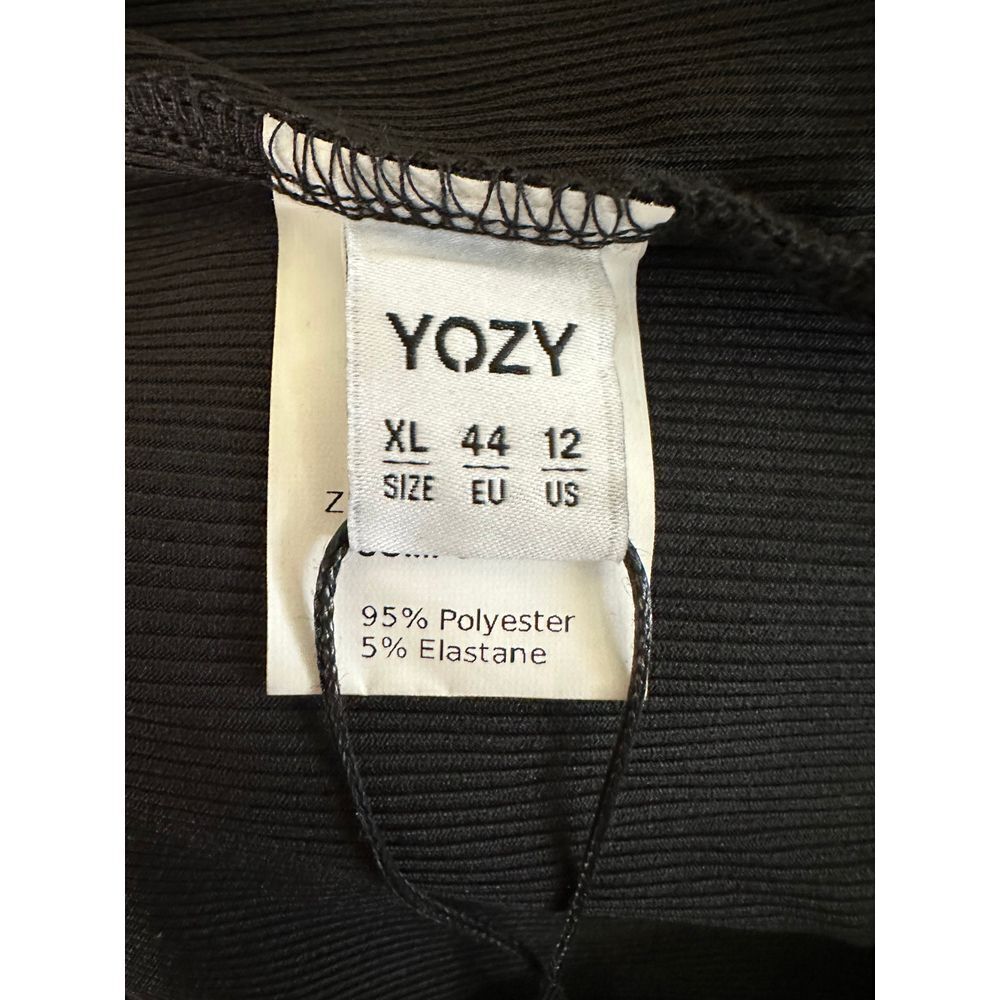 YOZY
XL 44 12
SIZE EU US
Z
95% Polyester
5% Elastane